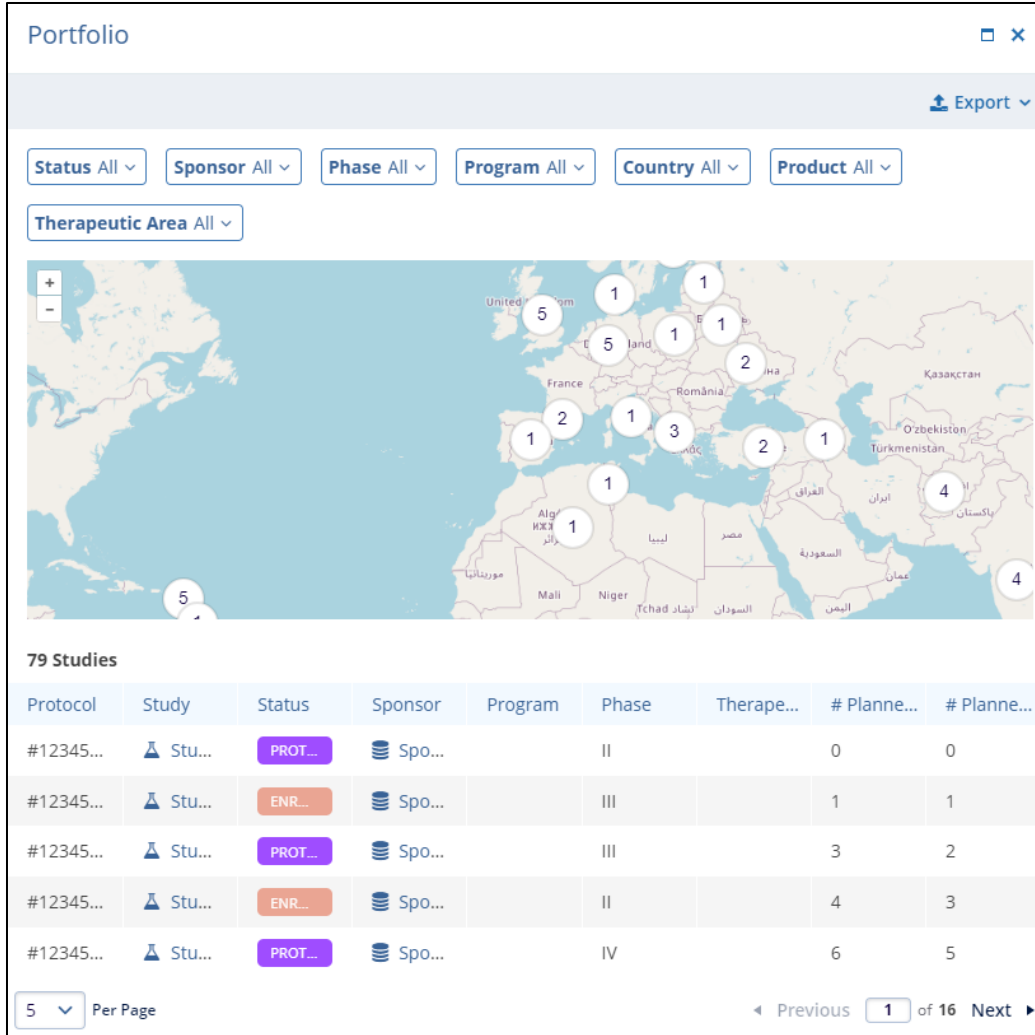 Portfolio
Export
Status All
Sponsor All
Phase All
Program All
Country All
Product All
Therapeutic Area All
+
−
United
5
1
1
1
1
5
land
2
France
Қазақстан
România
2
1
3
1
2
1
O'zbekiston
Türkmenistan
1
العراق
ایران
4
پاکستان
1
ليبيا
مصر
السعودية
4
عمان
موريتانيا
5
Mali
Niger
Tchad تشاد
السودان
اليمن
79 Studies
Protocol Study Status Sponsor Program Phase Therape... # Planne... # Planne...
#12345... Stu... PROT... Spo... II 0 0
#12345... Stu... ENR... Spo... III 1 1
#12345... Stu... PROT... Spo... III 3 2
#12345... Stu... ENR... Spo... II 4 3
#12345... Stu... PROT... Spo... IV 6 5
5 Per Page Previous 1 of 16 Next